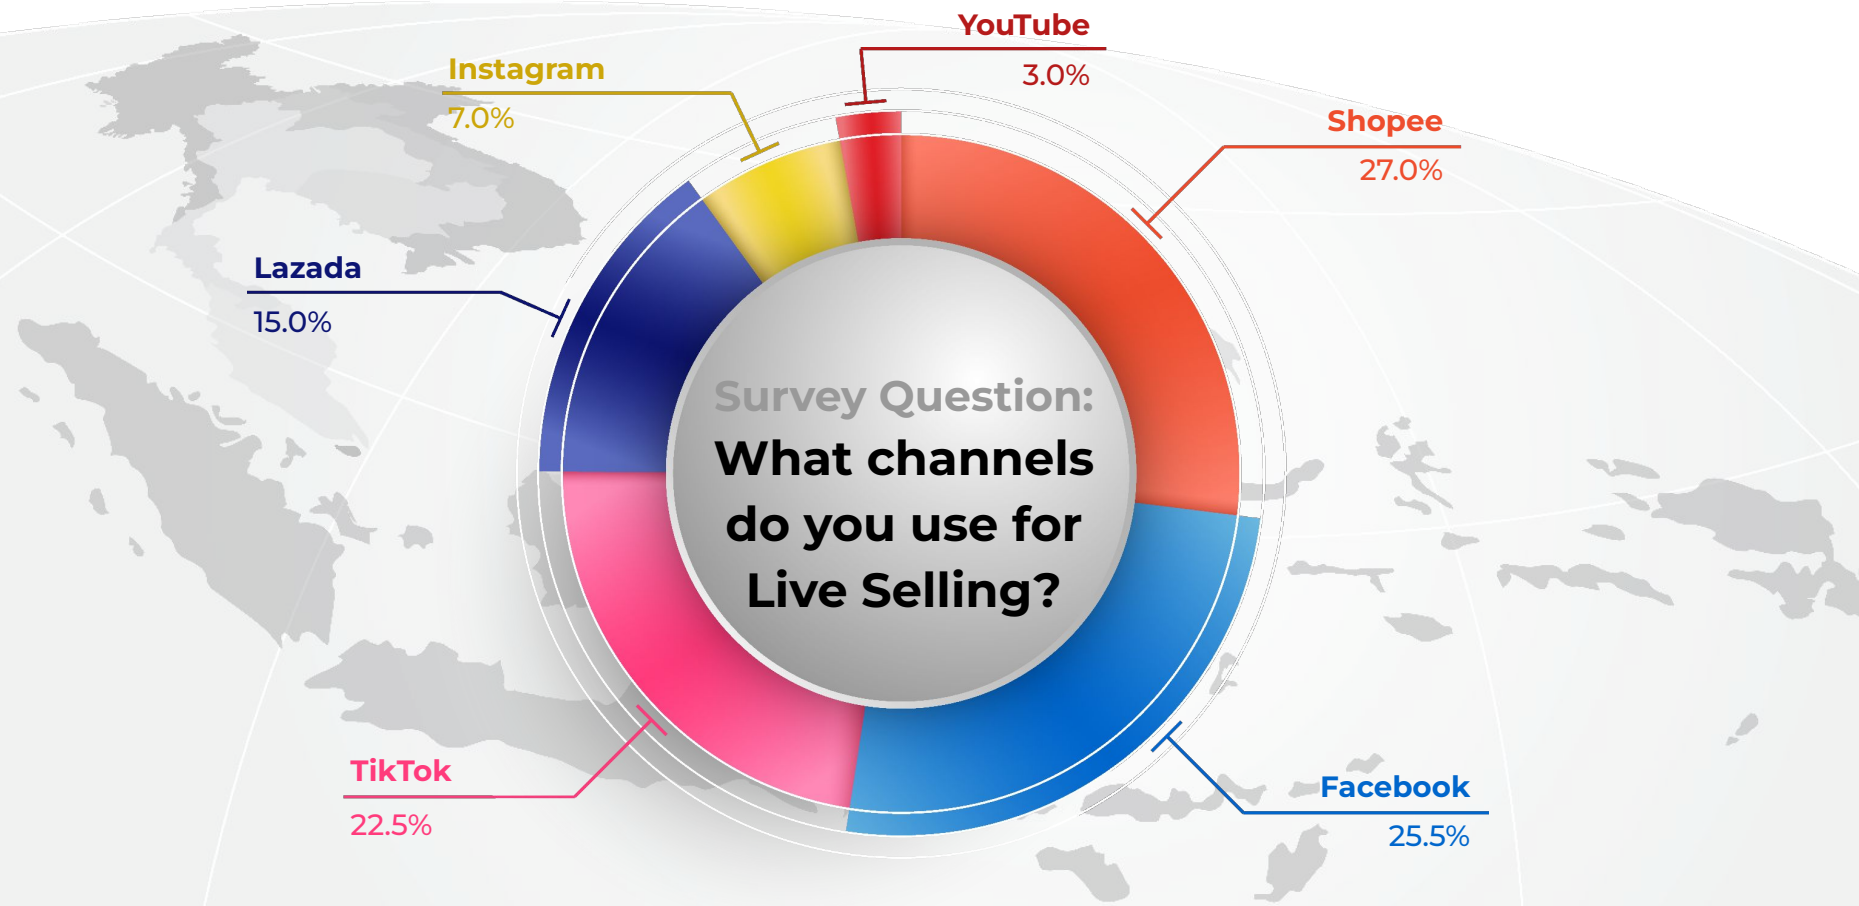 YouTube
3.0%
Instagram
7.0%
Shopee
27.0%
Lazada
15.0%
Survey Question:
What channels
do you use for
Live Selling?
TikTok
22.5%
Facebook
25.5%